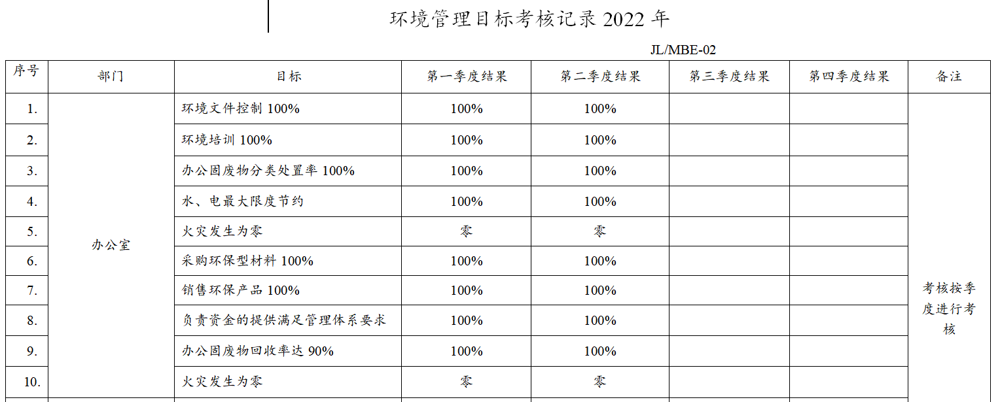 环境管理目标考核记录 2022 年
JL/MBE-02
序号 部门 目标 第一季度结果 第二季度结果 第三季度结果 第四季度结果 备注
1. 环境文件控制 100% 100% 100%
2. 环境培训 100% 100% 100%
3. 办公固废物分类处置率 100% 100% 100%
4. 水、电最大限度节约 100% 100%
5. 火灾发生为零 零 零
办公室
6. 采购环保型材料 100% 100% 100%
7. 销售环保产品 100% 100% 100%
8. 负责资金的提供满足管理体系要求 100% 100%
9. 办公固废物回收率达 90% 100% 100%
10. 火灾发生为零 零 零
考核按季
度进行考
核